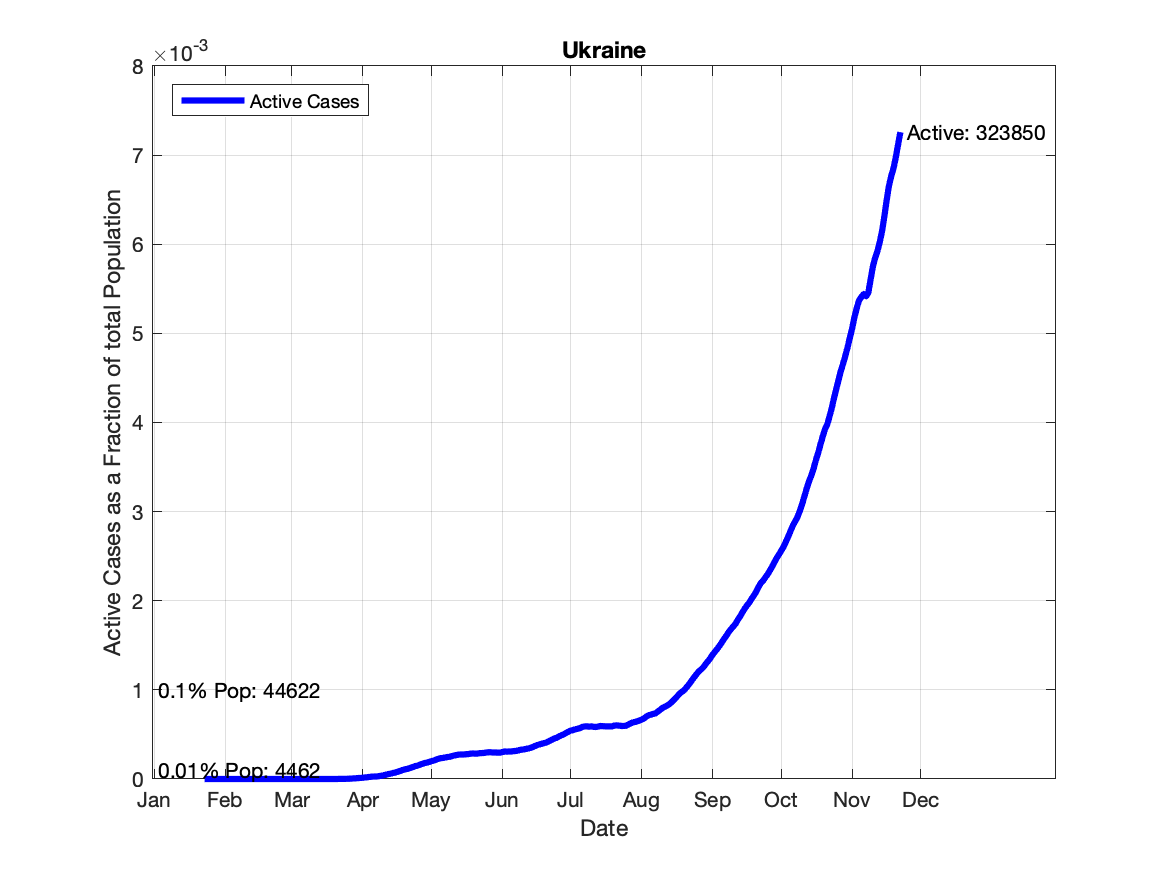 Ukraine
×10-3
Active Cases
Active: 323850
8
7
6
5
4
3
2
1
0
0.1% Pop: 44622
0.01% Pop: 4462
Active Cases as a Fraction of total Population
Jan Feb Mar Apr May Jun Jul Aug Sep Oct Nov Dec
Date